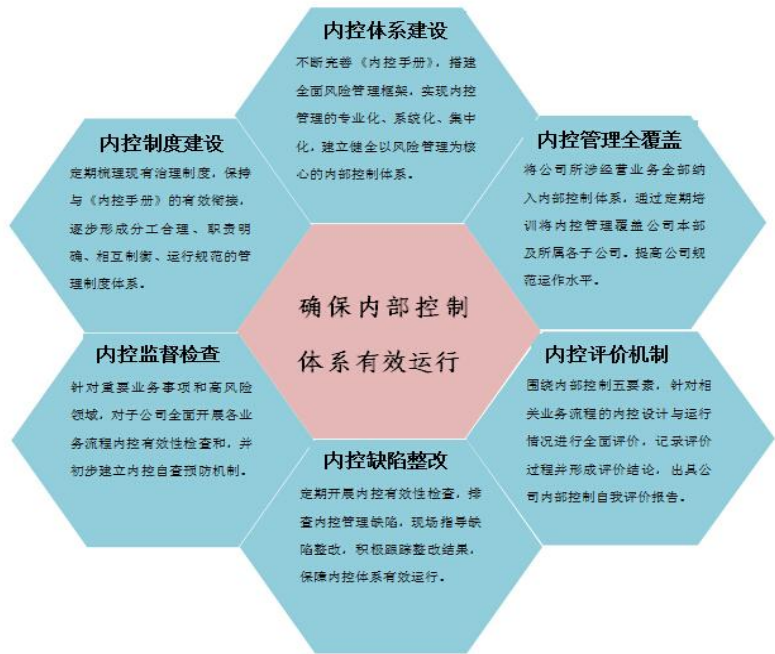 内控体系建设
不断完善《内控手册》，搭建
全面风险管理框架，实现内控
管理的专业化、系统化、集中
化，建立健全以风险管理为核
心的内部控制体系。
内控制度建设
定期梳理现有治理制度，保持
与《内控手册》的有效衔接，
逐步形成分工合理、职责明
确、相互制衡、运行规范的管
理制度体系。
内控管理全覆盖
将公司所涉经营业务全部纳
入内部控制体系，通过定期培
训将内控管理覆盖公司本部
及所属各子公司。提高公司规
范运作水平。
确保内部控制
体系有效运行
内控监督检查
针对重要业务事项和高风险
领域，对子公司全面开展各业
务流程内控有效性检查和，并
初步建立内控自查预防机制。
内控评价机制
围绕内部控制五要素，针对相
关业务流程的内控设计与运行
情况进行全面评价，记录评价
过程并形成评价结论，出具公
司内部控制自我评价报告。
内控缺陷整改
定期开展内控有效性检查，排
查内控管理缺陷，现场指导缺
陷整改，积极跟踪整改结果，
保障内控体系有效运行。